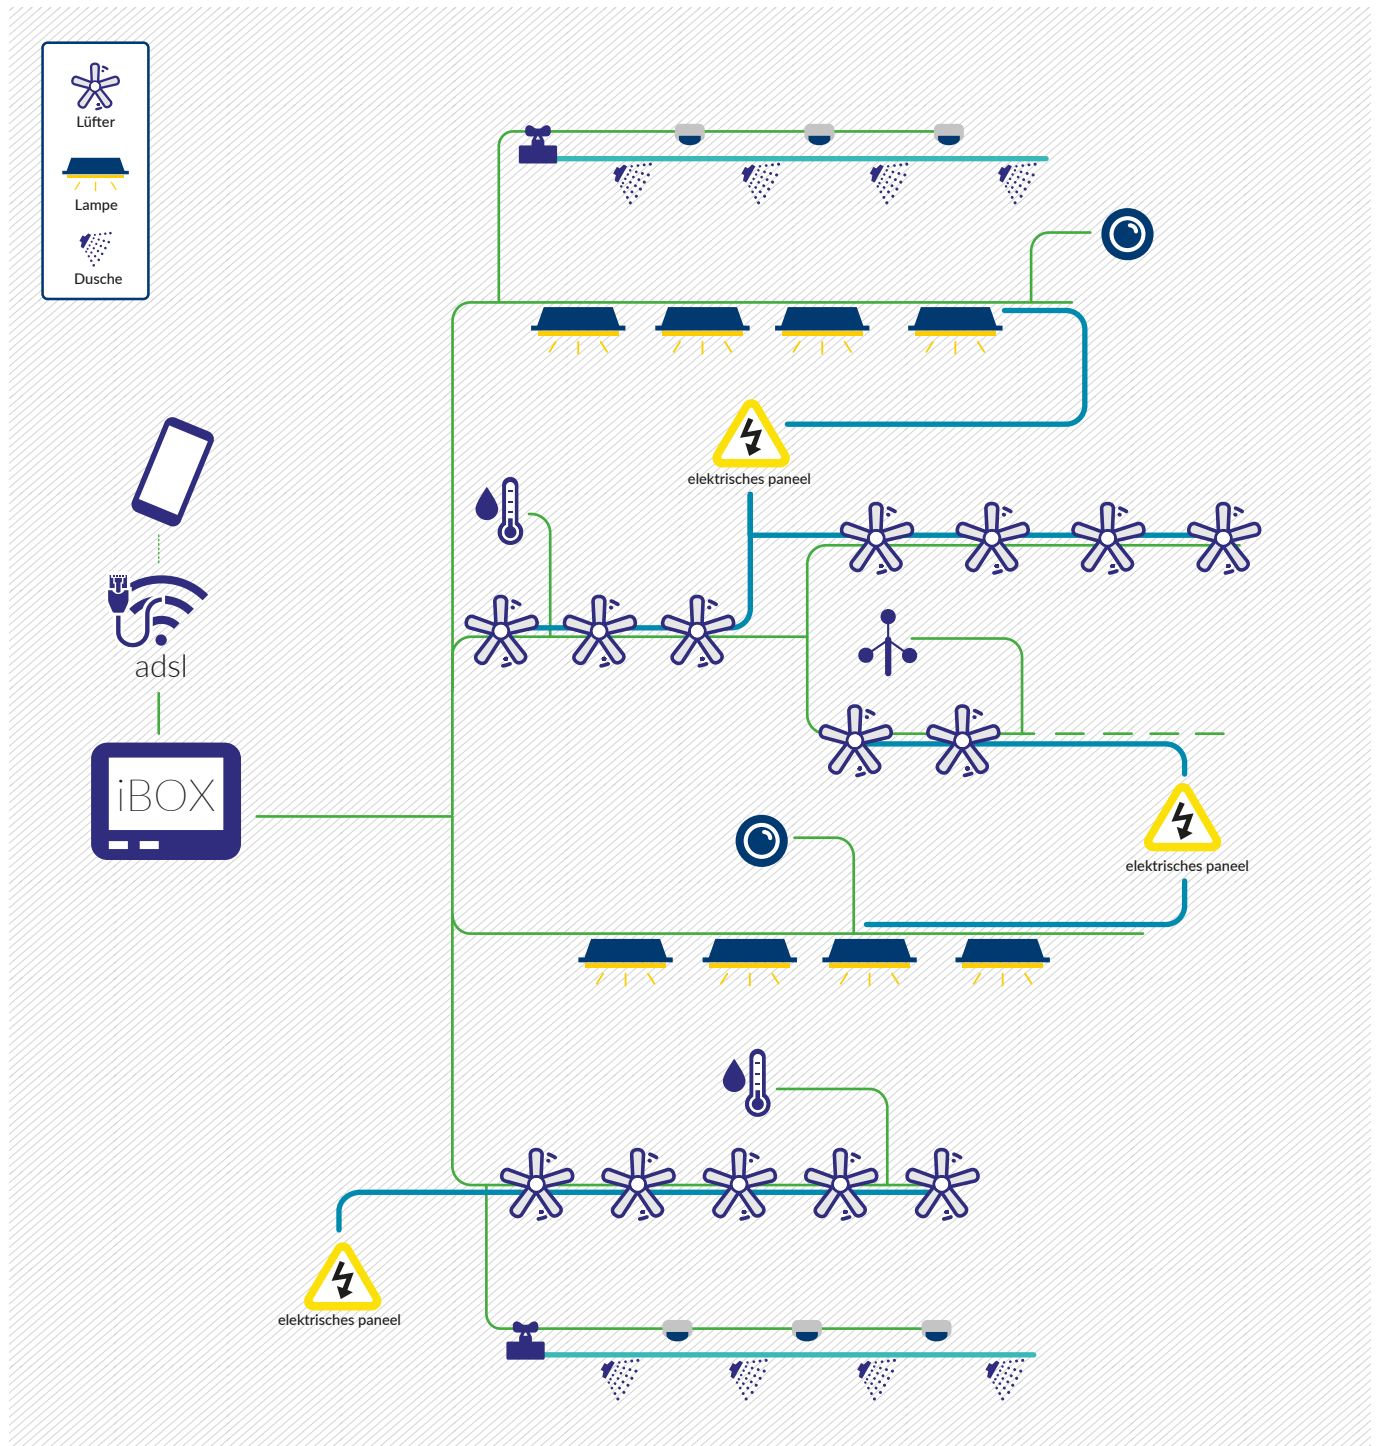 Lüfter
Lampe
Dusche
elektrisches paneel
adsl
iBOX
elektrisches paneel
elektrisches paneel